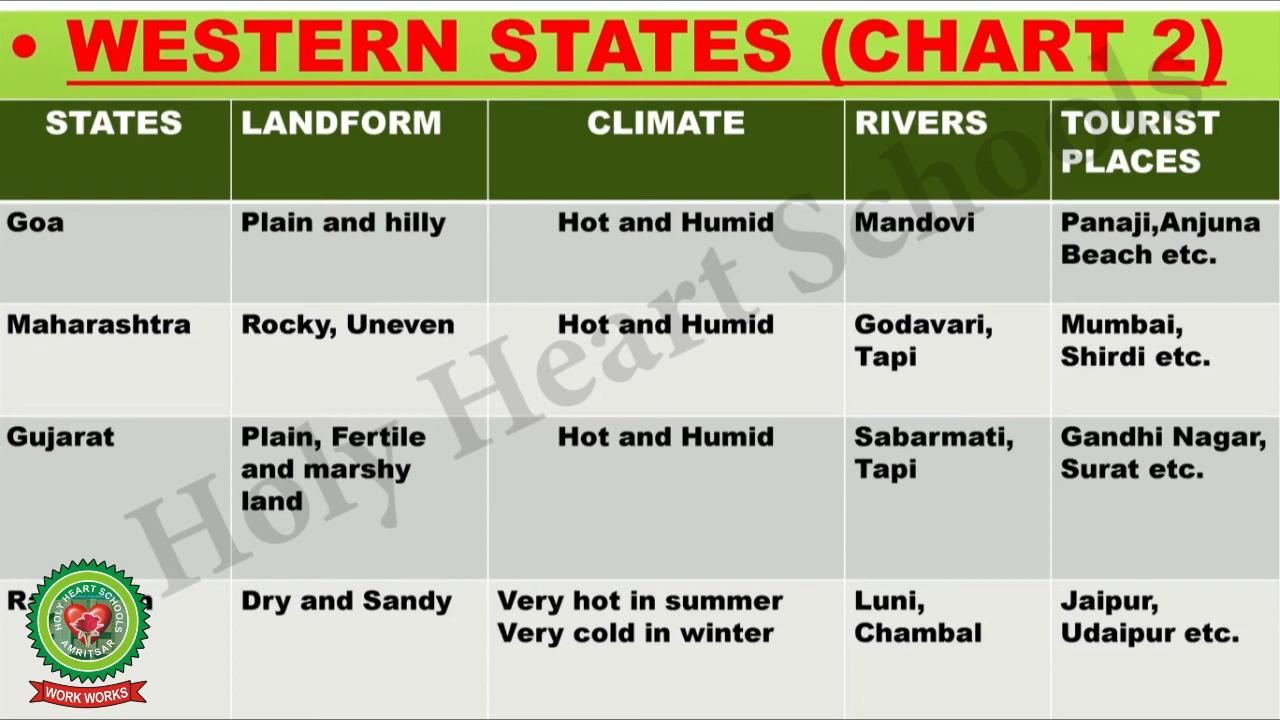 • WESTERN STATES (CHART 2)
STATES LANDFORM CLIMATE RIVERS TOURIST
PLACES
Goa Plain and hilly Hot and Humid Mandovi Panaji,Anjuna
Beach etc.
Maharashtra Rocky, Uneven Hot and Humid Godavari,
Tapi
Mumbai,
Shirdi etc.
Gujarat Plain, Fertile
and marshy
land
Hot and Humid Sabarmati,
Tapi
Gandhi Nagar,
Surat etc.
Dry and Sandy Very hot in summer
Very cold in winter
Luni,
Chambal
Jaipur,
Udaipur etc.
Holy Heart Schools
HOLY HEART SCHOOLS
AMRITSAR
WORK WORKS